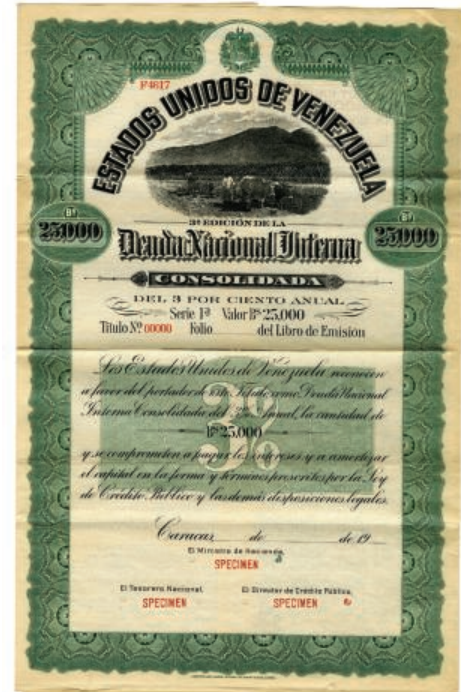 F4617
ESTADOS UNIDOS DE VENEZUELA
Bs 25,000
Bs 25,000
3ª EDICIÓN DE LA
Deuda Nacional Interna
CONSOLIDADA
DEL 3 POR CIENTO ANUAL
Serie 1ª Valor Bs 25,000
Título Nº 00000 Folio del Libro de Emisión
Los Estados Unidos de Venezuela reconocen
a favor del portador de este Título como Deuda Nacional
Interna Consolidada del 3% Anual, la cantidad de
Bs 25,000
y se comprometen a pagar los intereses y a amortizar
el capital en la forma y términos prescritos por la Ley
de Crédito Público y las demás disposiciones legales.
3%
Caracas, de de 19
El Ministro de Hacienda,
SPECIMEN
El Tesorero Nacional, El Director de Crédito Público,
SPECIMEN SPECIMEN